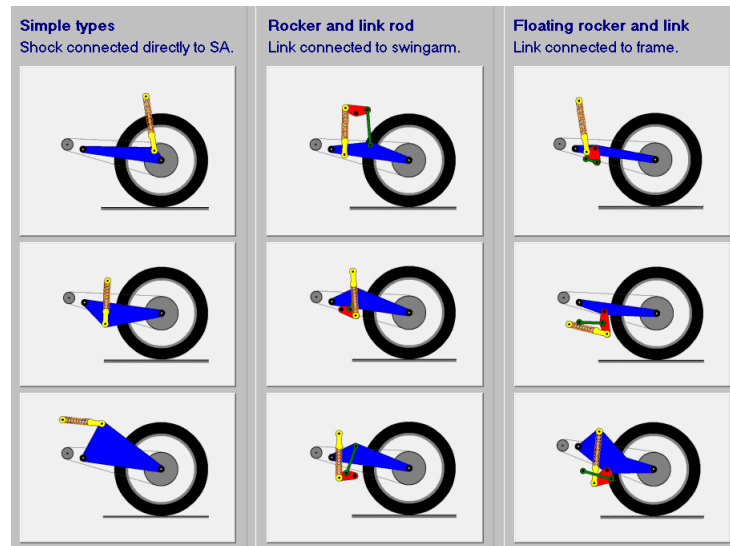 Simple types
Shock connected directly to SA.
Rocker and link rod
Link connected to swingarm.
Floating rocker and link
Link connected to frame.